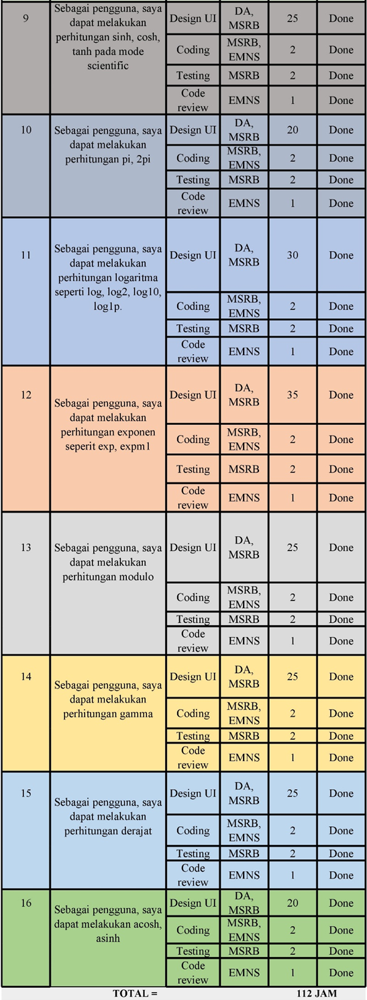 9
Sebagai pengguna, saya
dapat melakukan
perhitungan sinh, cosh,
tanh pada mode
scientific
Design UI
DA,
MSRB
25
Done
Coding
MSRB,
EMNS
2
Done
Testing
MSRB
2
Done
Code
review
EMNS
1
Done
10
Sebagai pengguna, saya
dapat melakukan
perhitungan pi, 2pi
Design UI
DA,
MSRB
20
Done
Coding
MSRB,
EMNS
2
Done
Testing
MSRB
2
Done
Code
review
EMNS
1
Done
11
Sebagai pengguna, saya
dapat melakukan
perhitungan logaritma
seperti log, log2, log10,
log1p.
Design UI
DA,
MSRB
30
Done
Coding
MSRB,
EMNS
2
Done
Testing
MSRB
2
Done
Code
review
EMNS
1
Done
12
Sebagai pengguna, saya
dapat melakukan
perhitungan exponen
seperit exp, expm1
Design UI
DA,
MSRB
35
Done
Coding
MSRB,
EMNS
2
Done
Testing
MSRB
2
Done
Code
review
EMNS
1
Done
13
Sebagai pengguna, saya
dapat melakukan
perhitungan modulo
Design UI
DA,
MSRB
25
Done
Coding
MSRB,
EMNS
2
Done
Testing
MSRB
2
Done
Code
review
EMNS
1
Done
14
Sebagai pengguna, saya
dapat melakukan
perhitungan gamma
Design UI
DA,
MSRB
25
Done
Coding
MSRB,
EMNS
2
Done
Testing
MSRB
2
Done
Code
review
EMNS
1
Done
15
Sebagai pengguna, saya
dapat melakukan
perhitungan derajat
Design UI
DA,
MSRB
25
Done
Coding
MSRB,
EMNS
2
Done
Testing
MSRB
2
Done
Code
review
EMNS
1
Done
16
Sebagai pengguna, saya
dapat melakukan acosh,
asinh
Design UI
DA,
MSRB
20
Done
Coding
MSRB,
EMNS
2
Done
Testing
MSRB
2
Done
Code
review
EMNS
1
Done
TOTAL =
112 JAM